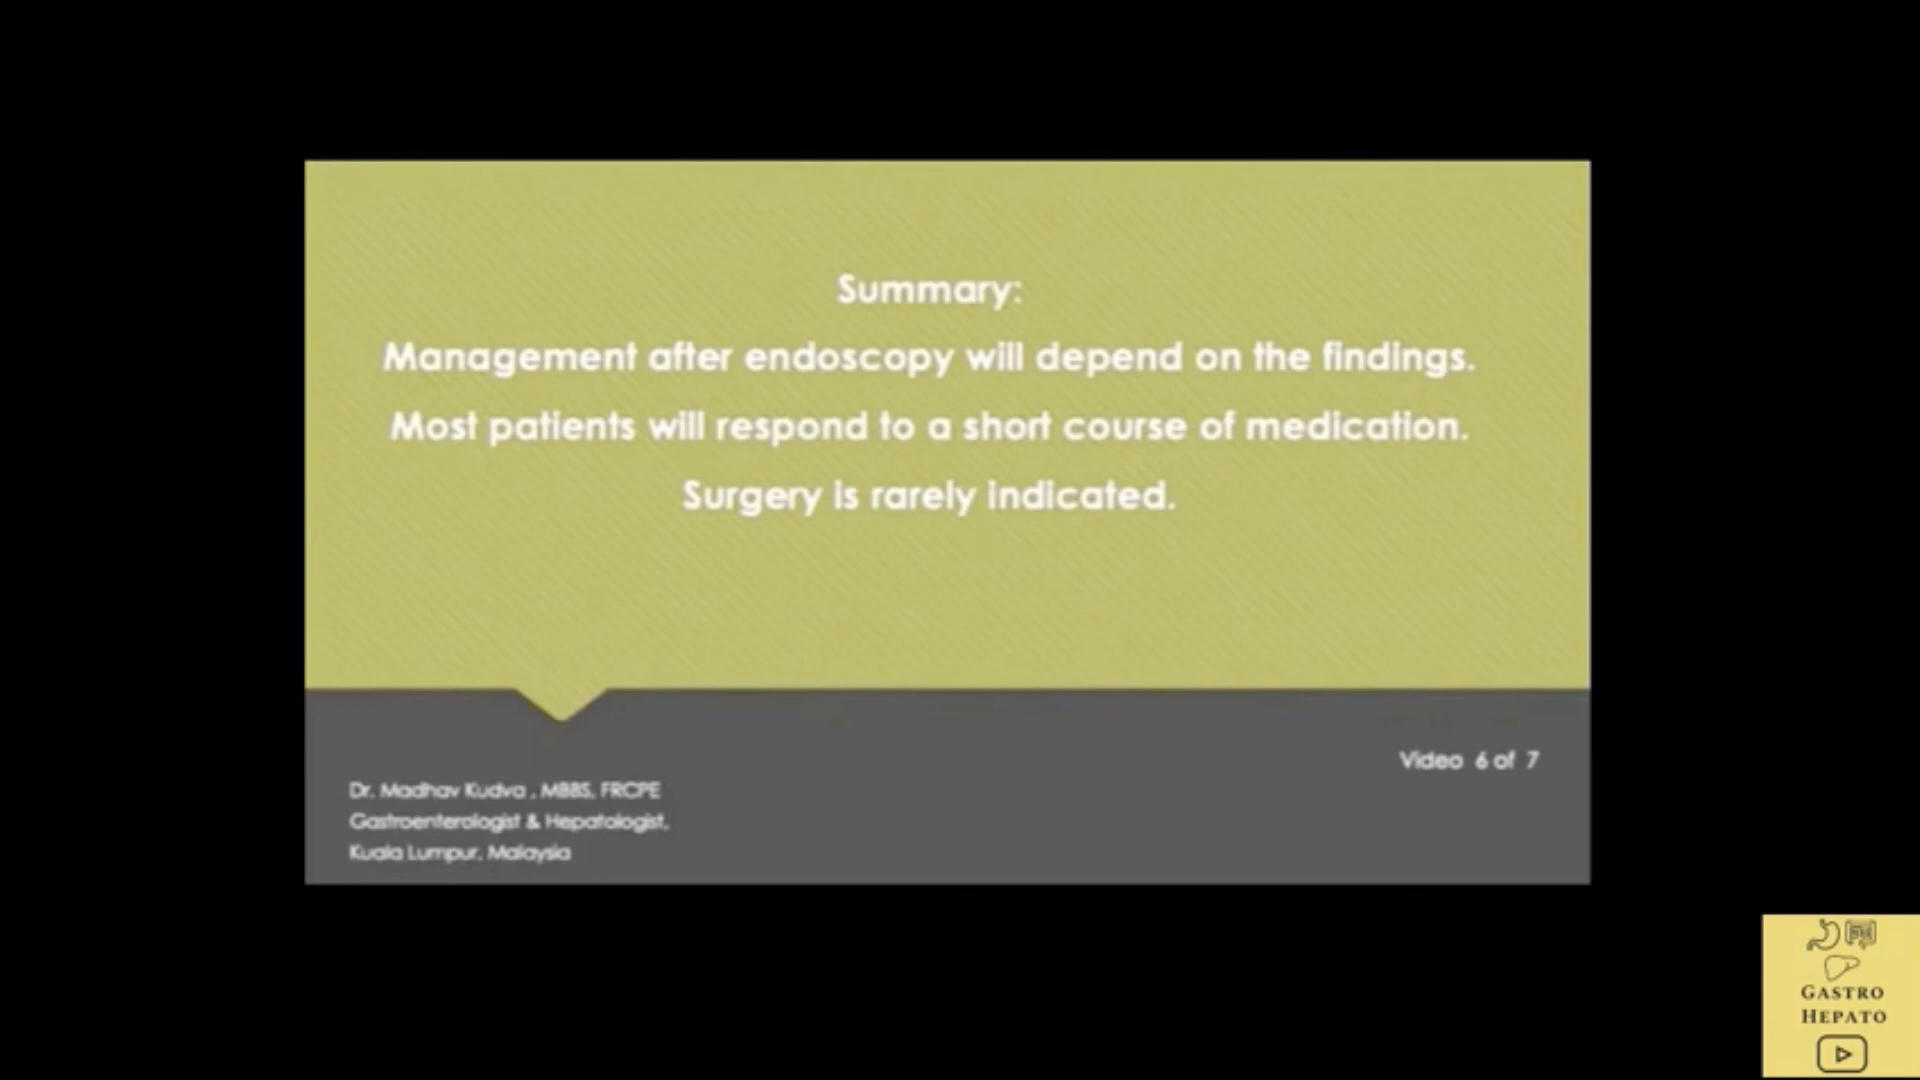 Summary:
Management after endoscopy will depend on the findings.
Most patients will respond to a short course of medication.
Surgery is rarely indicated.
Video 6 of 7
Dr. Madhav Kudva , MBBS, FRCPE
Gastroenterologist & Hepatologist,
Kuala Lumpur, Malaysia
GASTRO
HEPATO